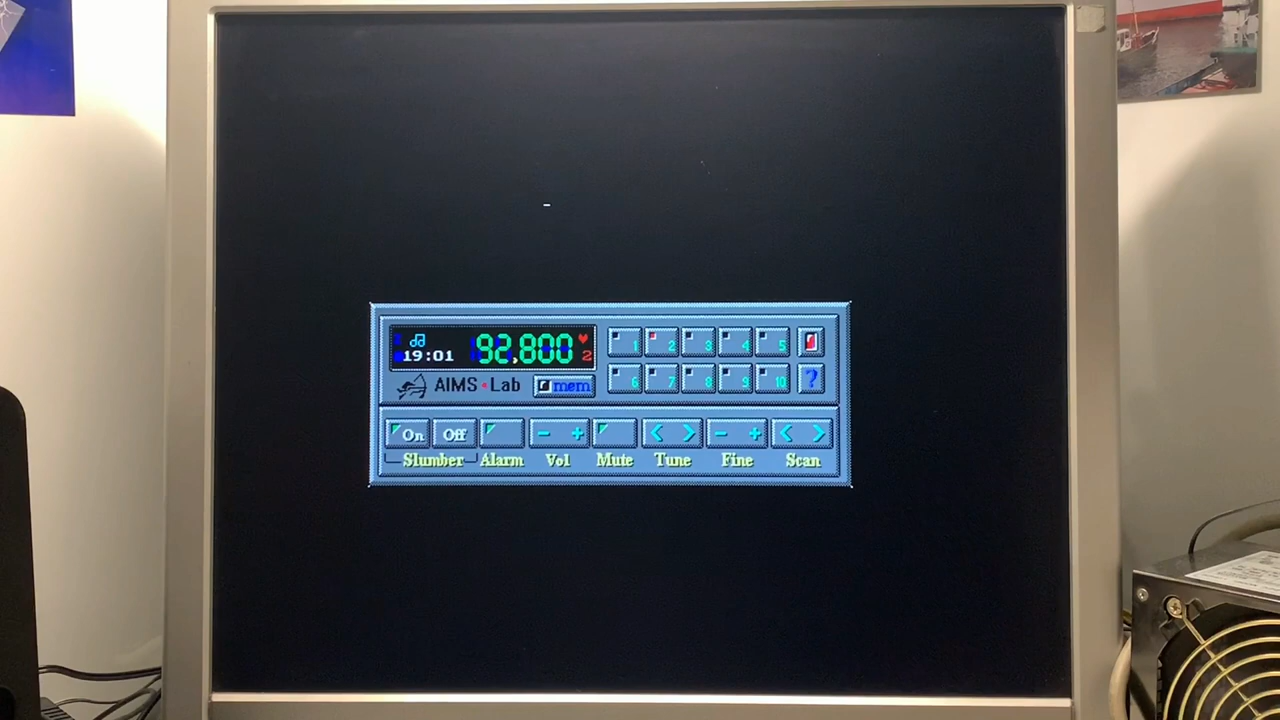 19:01 92,800 2
AIMS Lab mem
1 2 3 4 5
6 7 8 9 10 ?
On Off - + < > - + < >
Slumber Alarm Vol Mute Tune Fine Scan